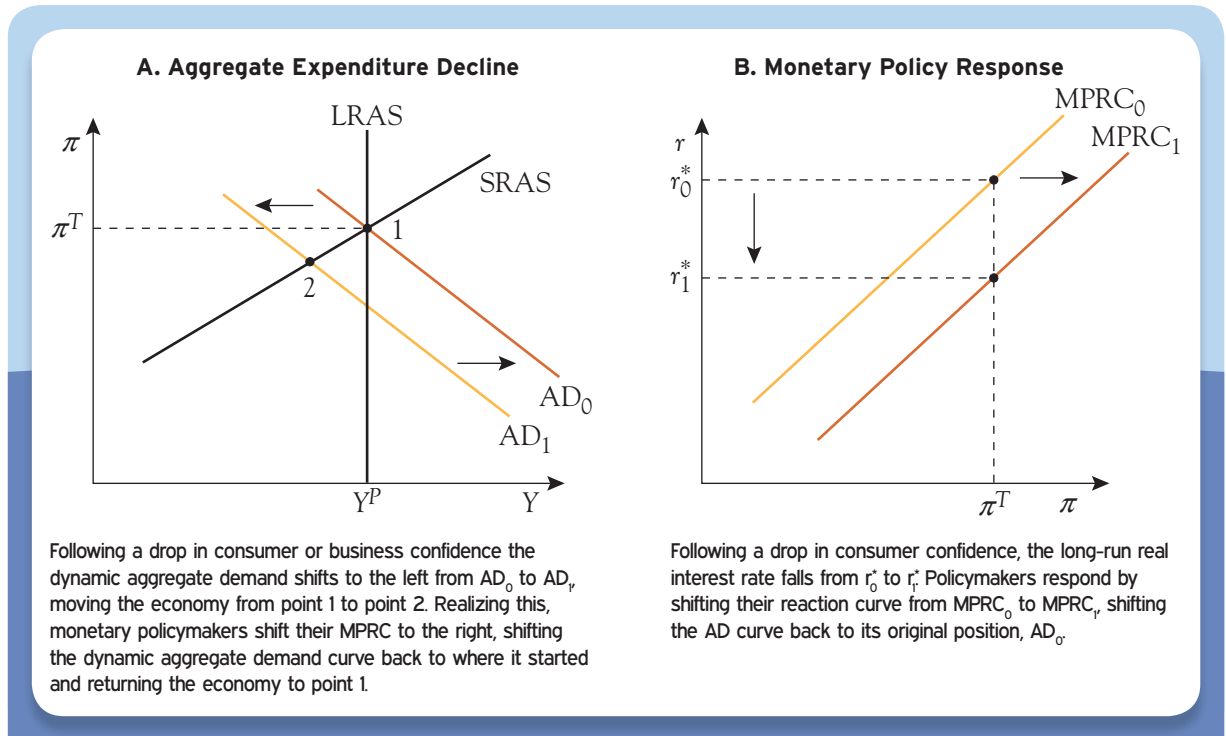 A. Aggregate Expenditure Decline
LRAS
π
SRAS
π^T
1
2
AD₀
AD₁
Y^P
Y
Following a drop in consumer or business confidence the
dynamic aggregate demand shifts to the left from AD₀ to AD₁,
moving the economy from point 1 to point 2. Realizing this,
monetary policymakers shift their MPRC to the right, shifting
the dynamic aggregate demand curve back to where it started
and returning the economy to point 1.
B. Monetary Policy Response
MPRC₀
MPRC₁
r
r₀*
r₁*
π^T
π
Following a drop in consumer confidence, the long-run real
interest rate falls from r₀* to r₁*. Policymakers respond by
shifting their reaction curve from MPRC₀ to MPRC₁, shifting
the AD curve back to its original position, AD₀.